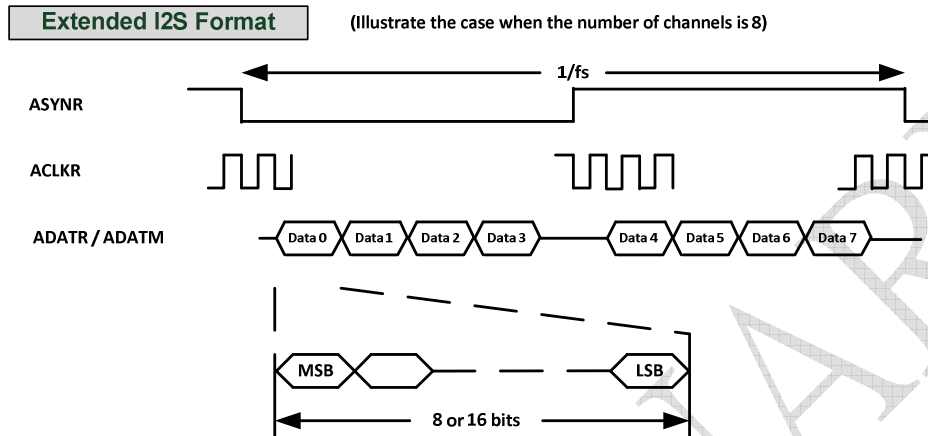 Extended I2S Format
(Illustrate the case when the number of channels is 8)
1/fs
ASYNR
ACLKR
ADATR / ADATM
Data 0 Data 1 Data 2 Data 3 Data 4 Data 5 Data 6 Data 7
MSB LSB
8 or 16 bits